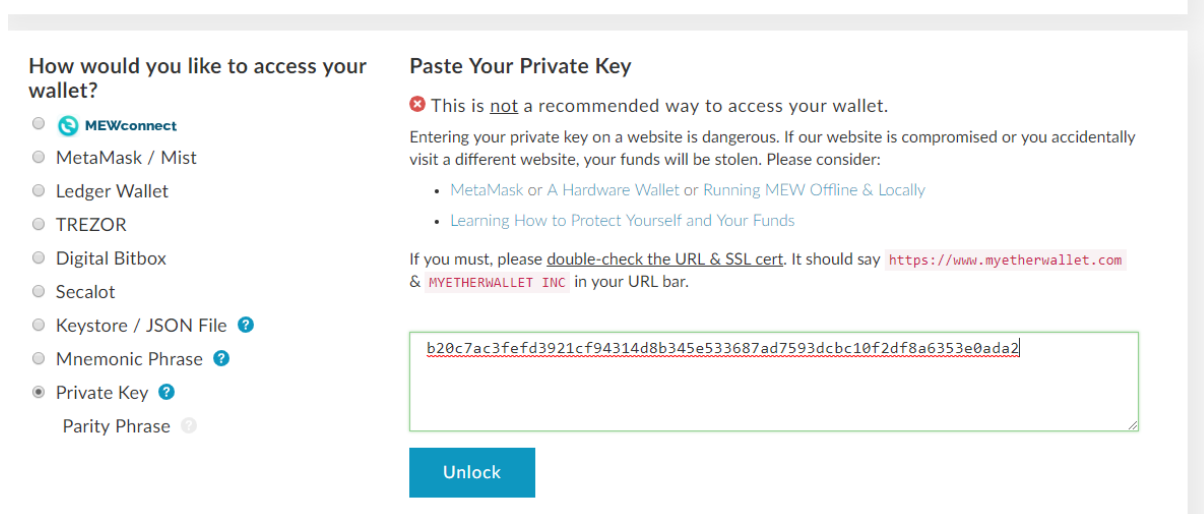 How would you like to access your
wallet?
MEWconnect
MetaMask / Mist
Ledger Wallet
TREZOR
Digital Bitbox
Secalot
Keystore / JSON File ?
Mnemonic Phrase ?
Private Key ?
Parity Phrase ?
Paste Your Private Key
This is not a recommended way to access your wallet.
Entering your private key on a website is dangerous. If our website is compromised or you accidentally
visit a different website, your funds will be stolen. Please consider:
• MetaMask or A Hardware Wallet or Running MEW Offline & Locally
• Learning How to Protect Yourself and Your Funds
If you must, please double-check the URL & SSL cert. It should say https://www.myetherwallet.com
& MYETHERWALLET INC in your URL bar.
b20c7ac3fefd3921cf94314d8b345e533687ad7593dcbc10f2df8a6353e0ada2
Unlock